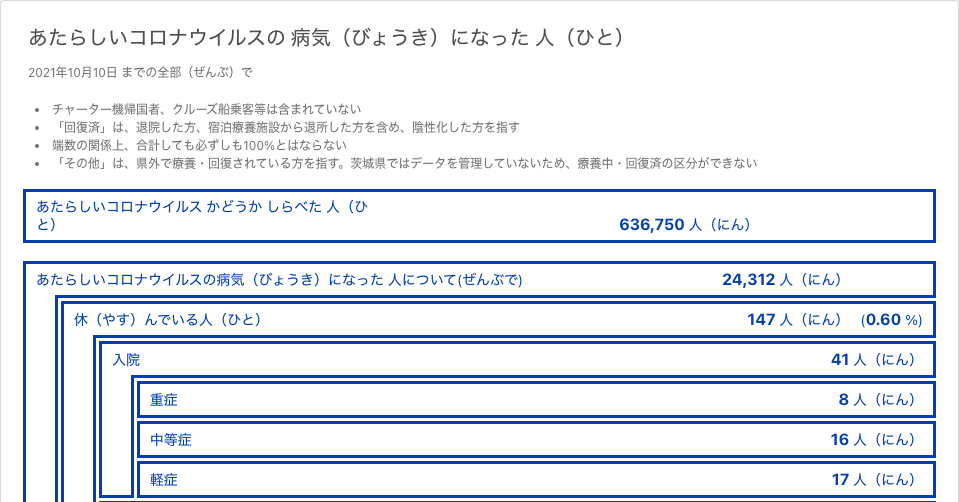 あたらしいコロナウイルスの 病気（びょうき）になった 人（ひと）
2021年10月10日 までの全部（ぜんぶ）で
• チャーター機帰国者、クルーズ船乗客等は含まれていない
• 「回復済」は、退院した方、宿泊療養施設から退所した方を含め、陰性化した方を指す
• 端数の関係上、合計しても必ずしも100%とはならない
• 「その他」は、県外で療養・回復されている方を指す。茨城県ではデータを管理していないため、療養中・回復済の区分ができない
あたらしいコロナウイルス かどうか しらべた 人（ひ
と） 636,750 人（にん）
あたらしいコロナウイルスの病気（びょうき）になった 人について(ぜんぶで) 24,312 人（にん）
休（やす）んでいる人（ひと） 147 人（にん） (0.60 %)
入院 41 人（にん）
重症 8 人（にん）
中等症 16 人（にん）
軽症 17 人（にん）